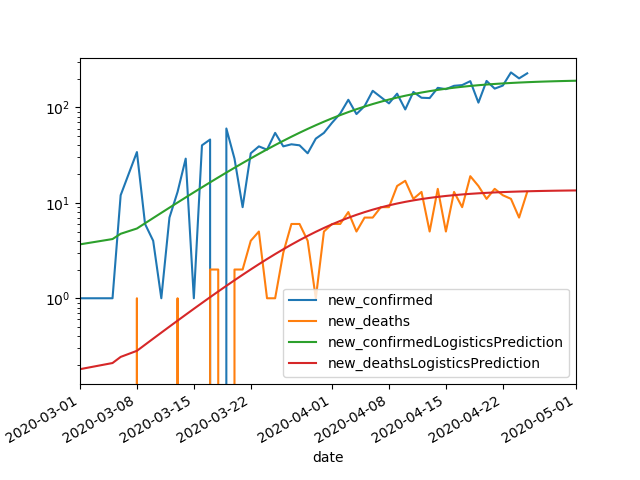 10²
10¹
10⁰
new_confirmed
new_deaths
new_confirmedLogisticsPrediction
new_deathsLogisticsPrediction
2020-03-01
2020-03-08
2020-03-15
2020-03-22
2020-04-01
2020-04-08
2020-04-15
2020-04-22
2020-05-01
date